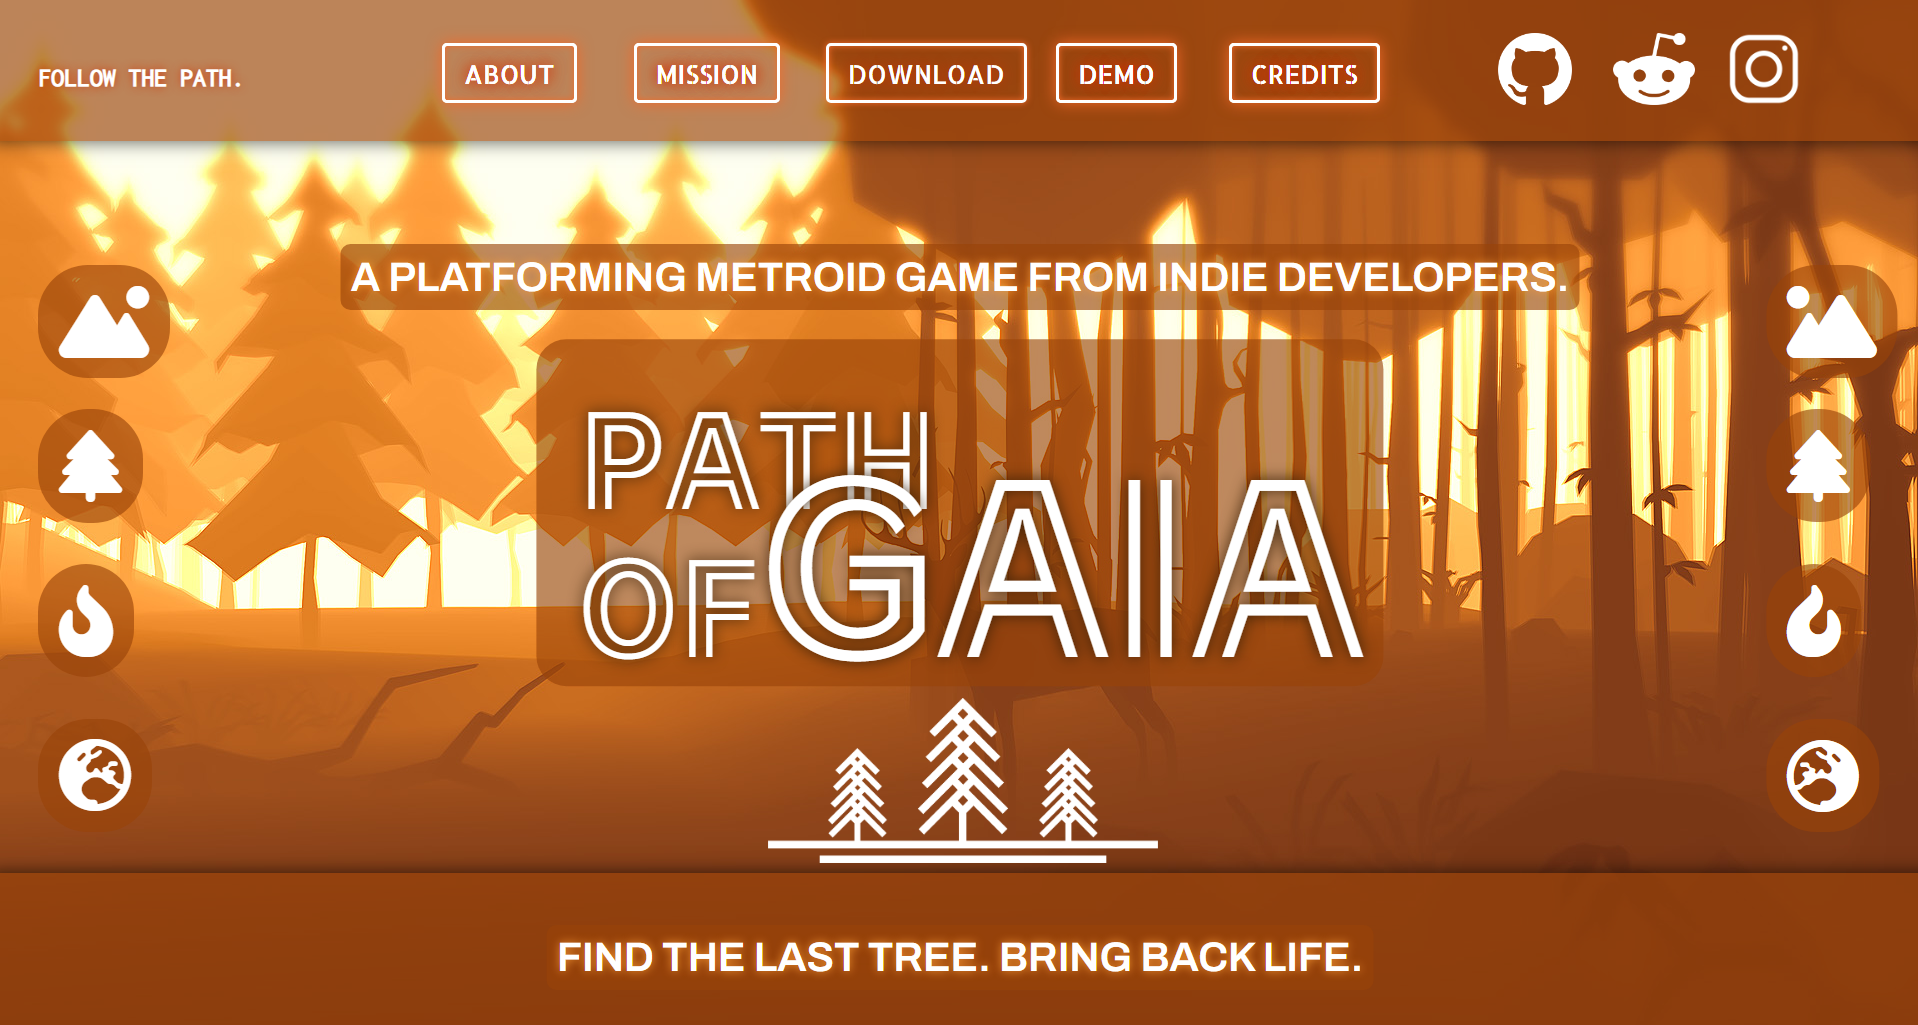 FOLLOW THE PATH.
ABOUT
MISSION
DOWNLOAD
DEMO
CREDITS
A PLATFORMING METROID GAME FROM INDIE DEVELOPERS.
PATH
OF GAIA
FIND THE LAST TREE. BRING BACK LIFE.